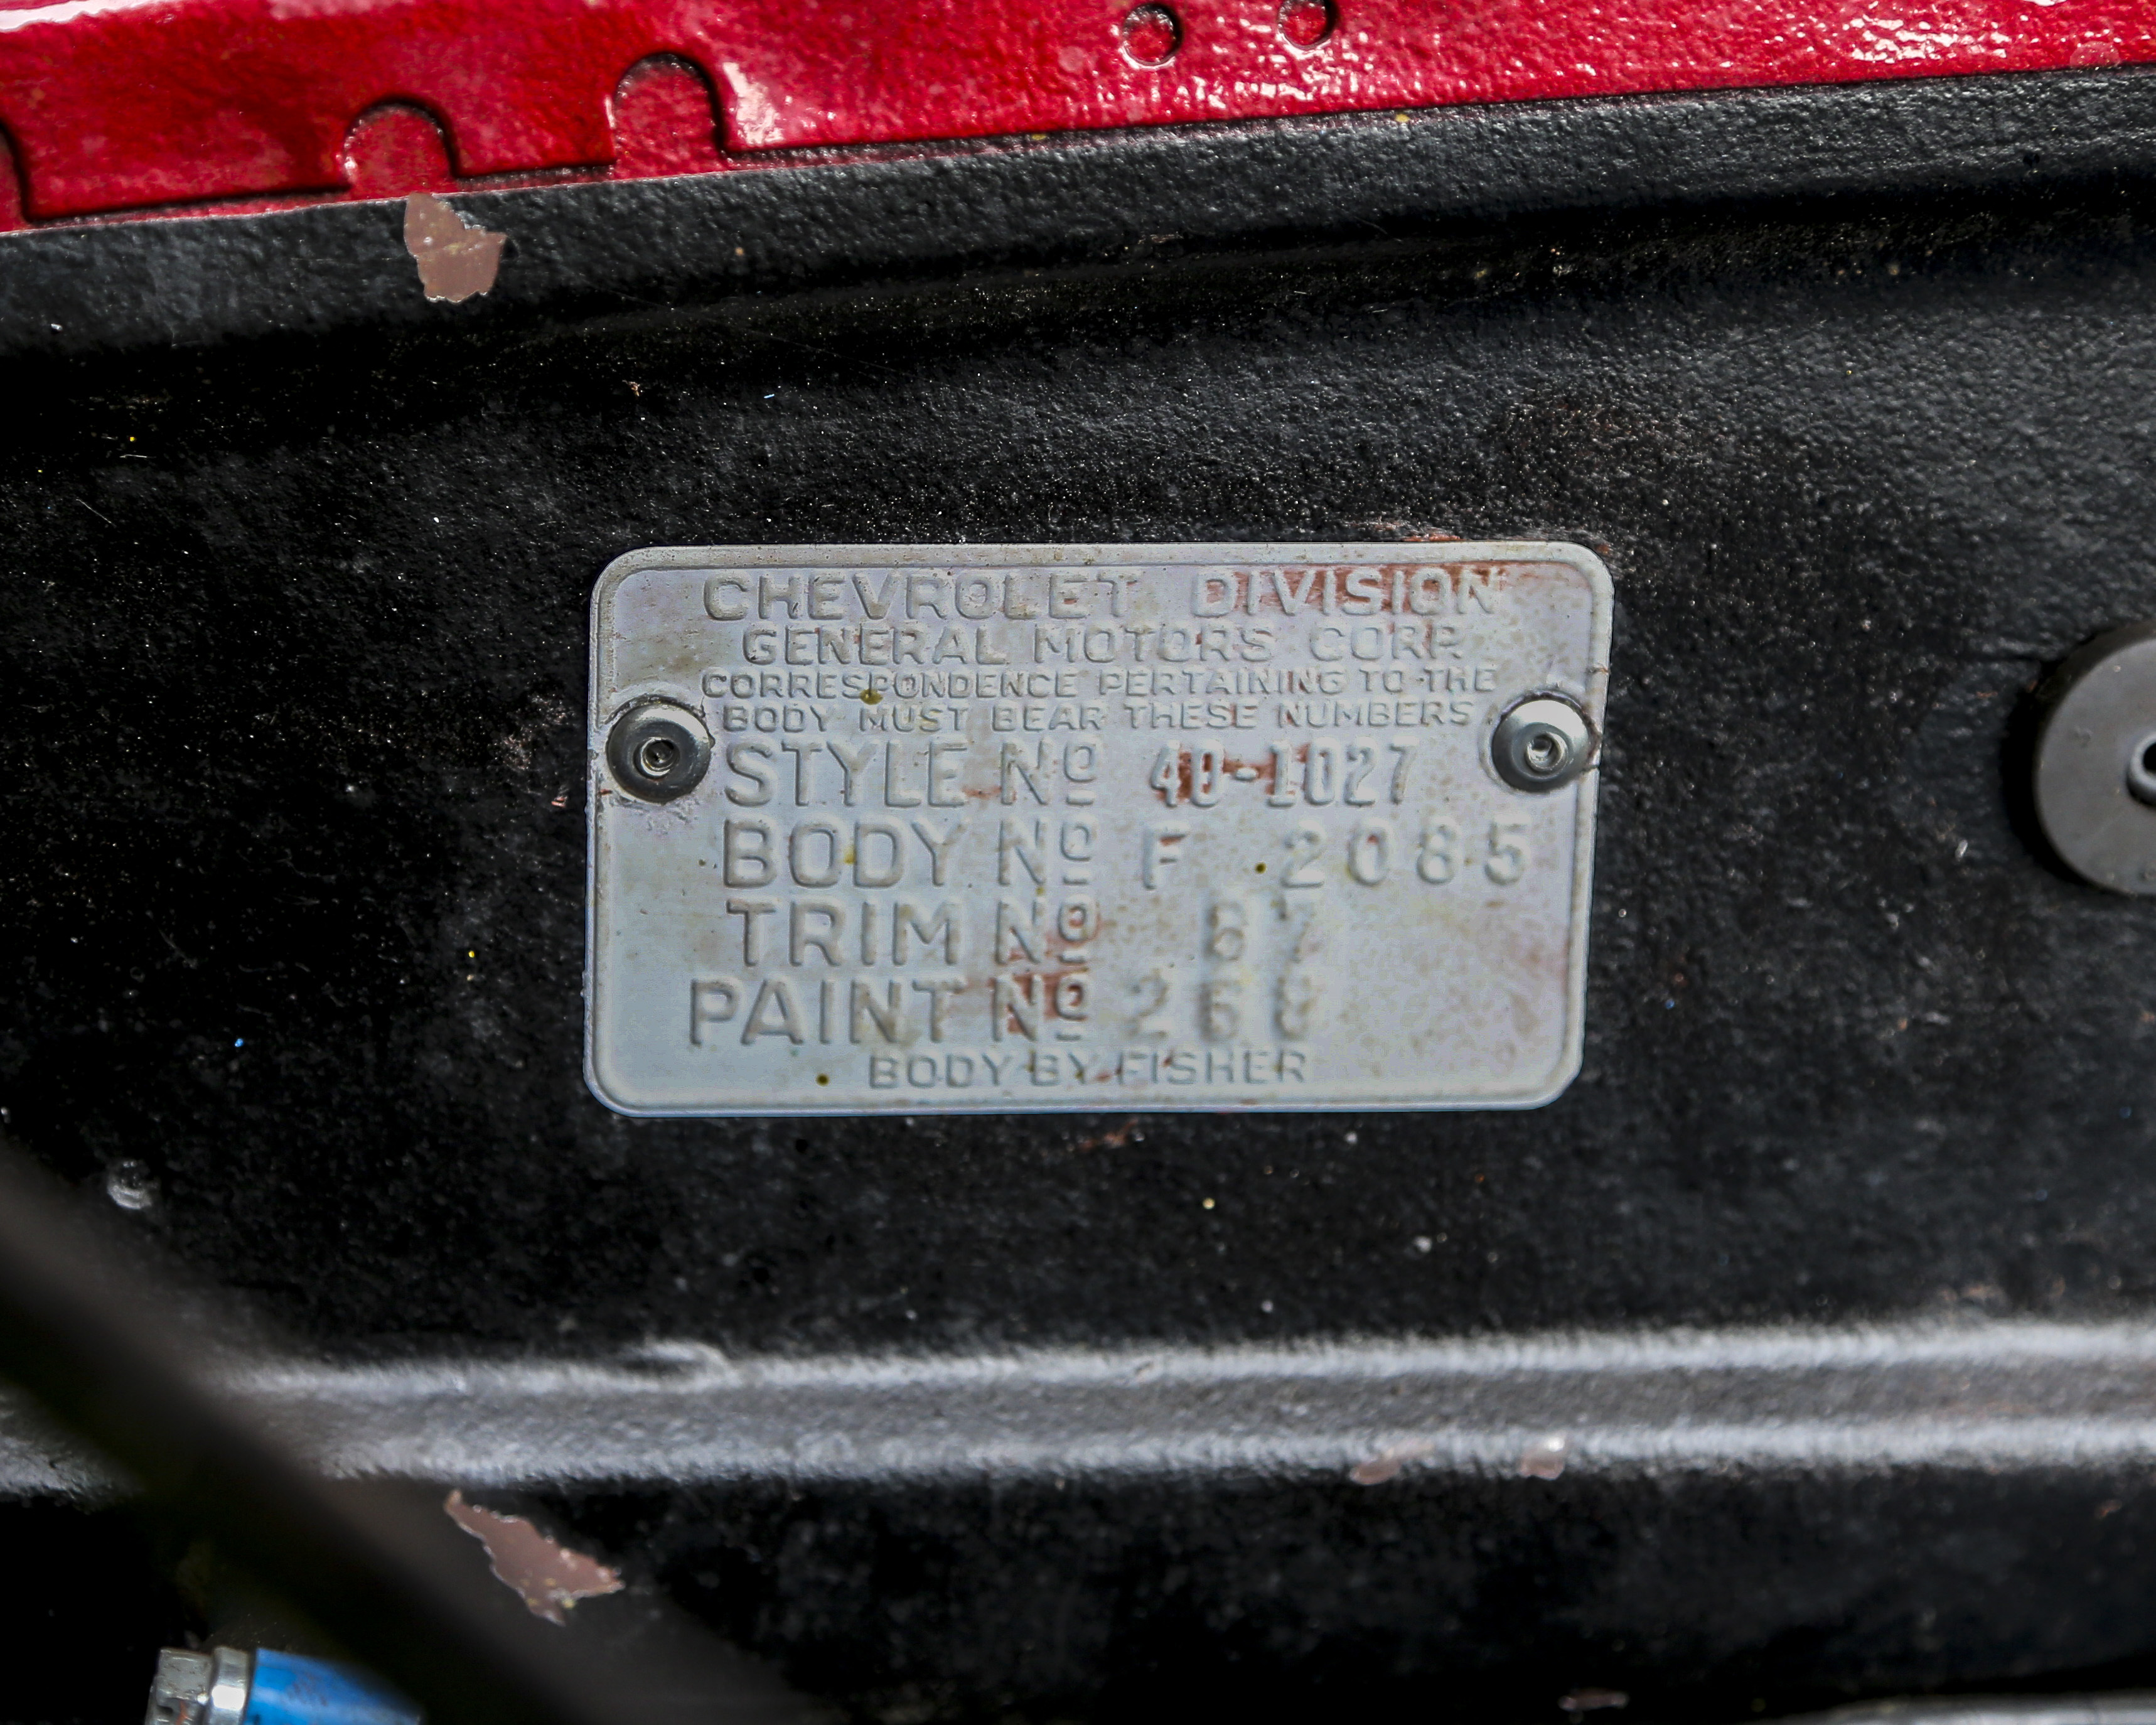 CHEVROLET DIVISION
GENERAL MOTORS CORP.
CORRESPONDENCE PERTAINING TO THE
BODY MUST BEAR THESE NUMBERS
STYLE Nº 40-1027
BODY Nº F 2085
TRIM Nº 67
PAINT Nº
BODY BY FISHER